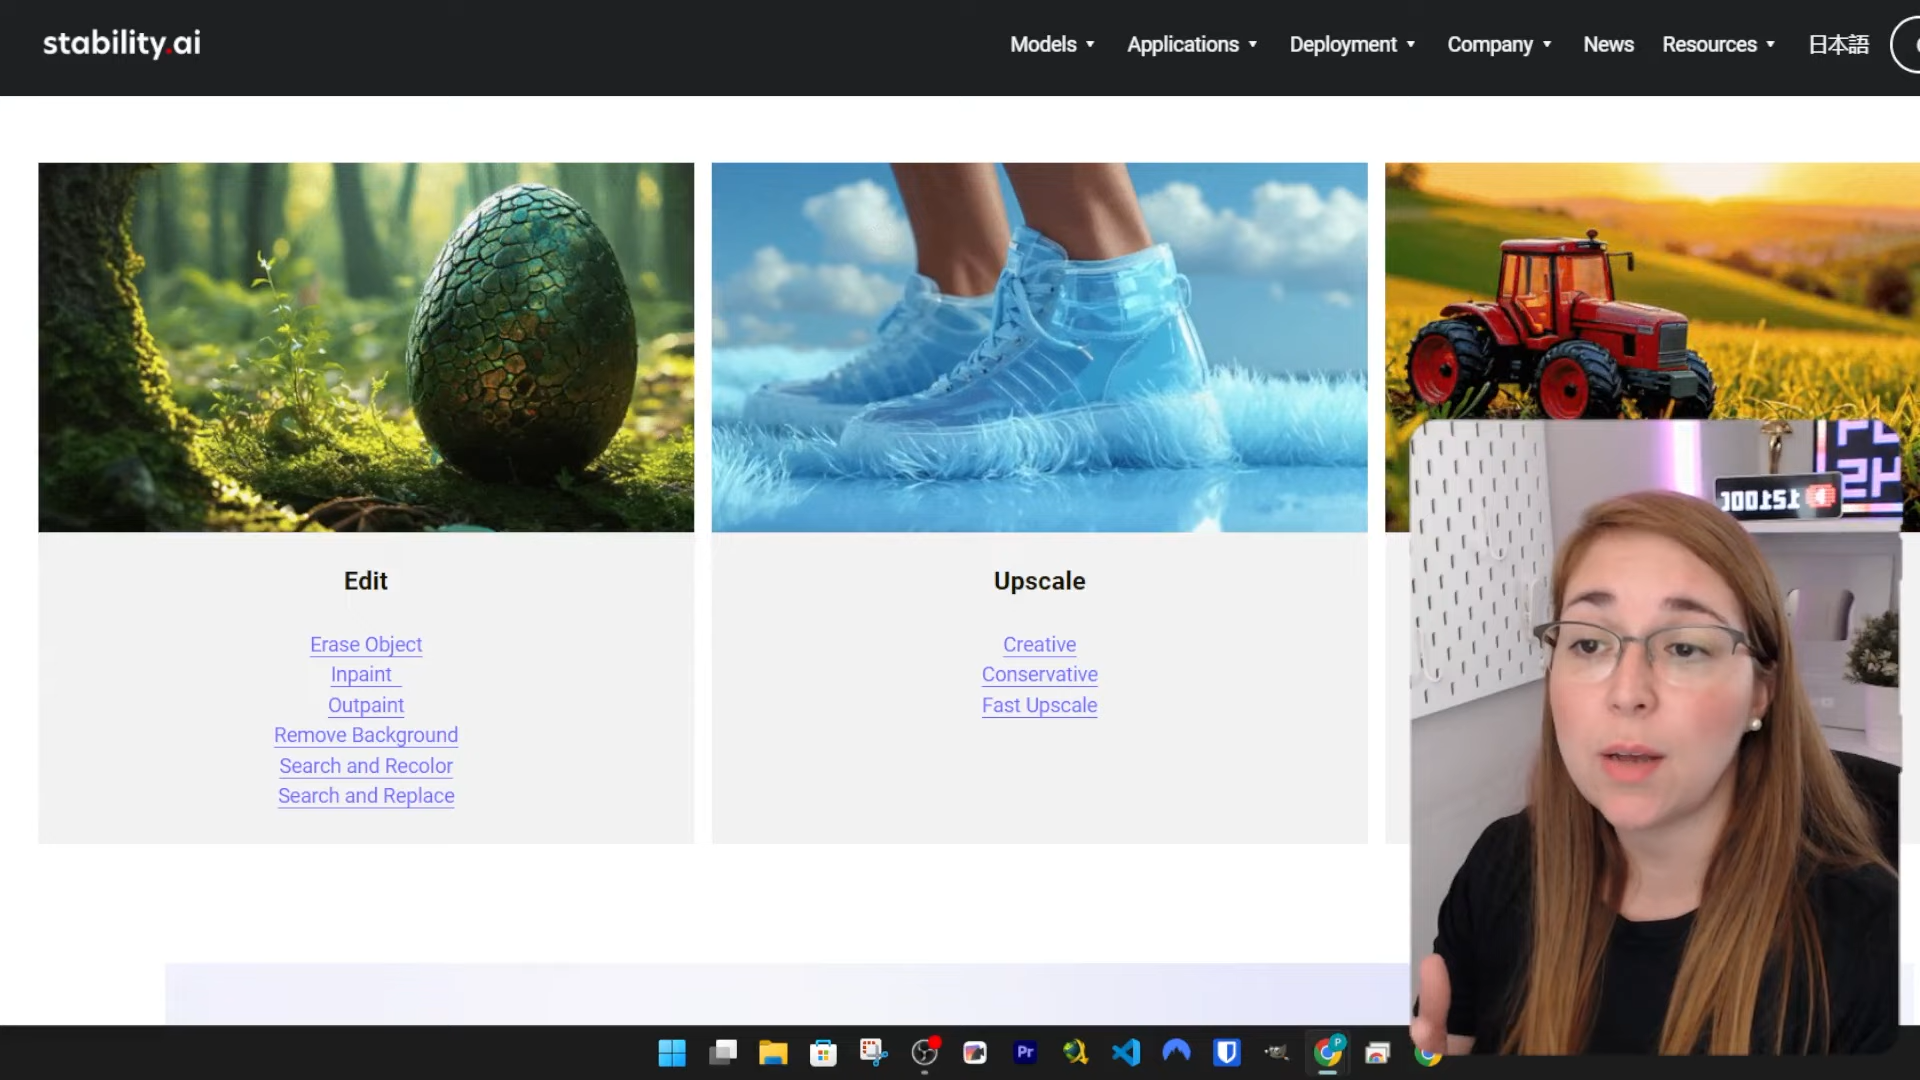 stability.ai
Models
Applications
Deployment
Company
News
Resources
日本語
Edit
Erase Object
Inpaint
Outpaint
Remove Background
Search and Recolor
Search and Replace
Upscale
Creative
Conservative
Fast Upscale
Pr
P